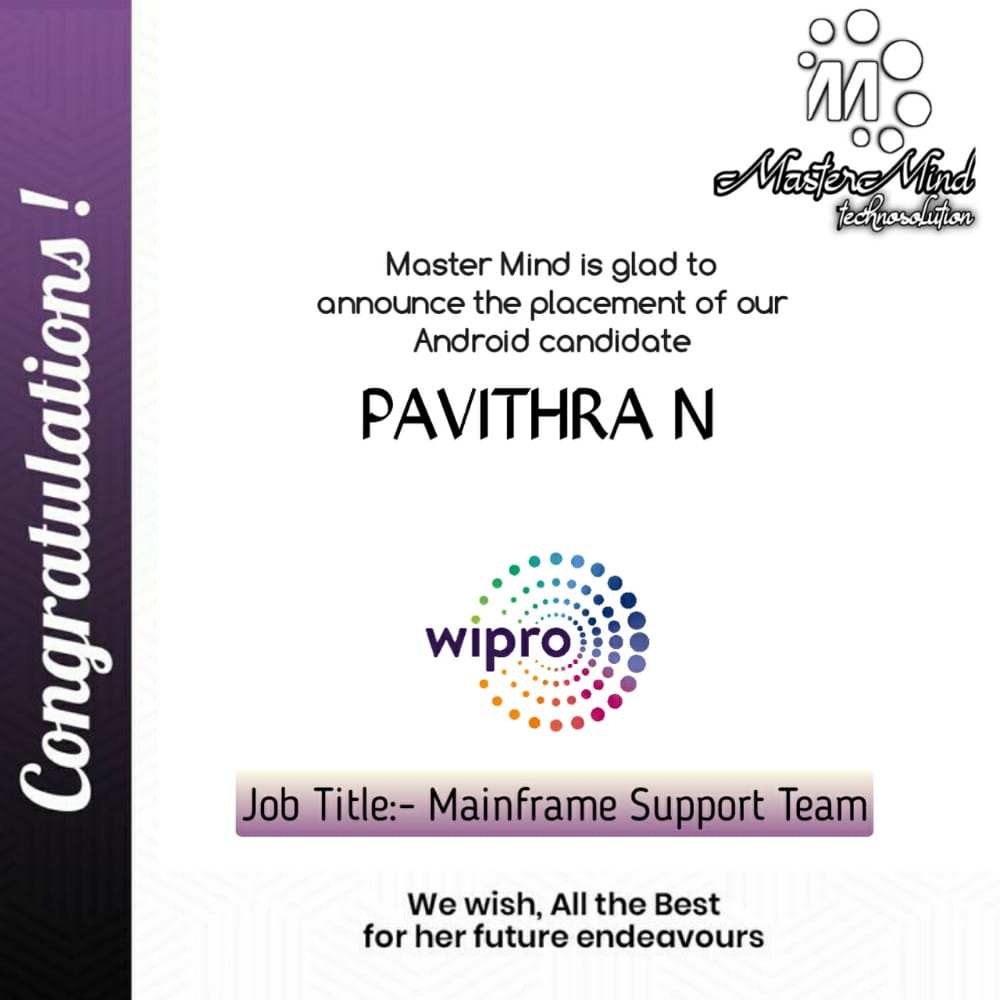 Congratulations !
M
MasterMind
technosolution
Master Mind is glad to
announce the placement of our
Android candidate
PAVITHRA N
wipro
Job Title:- Mainframe Support Team
We wish, All the Best
for her future endeavours